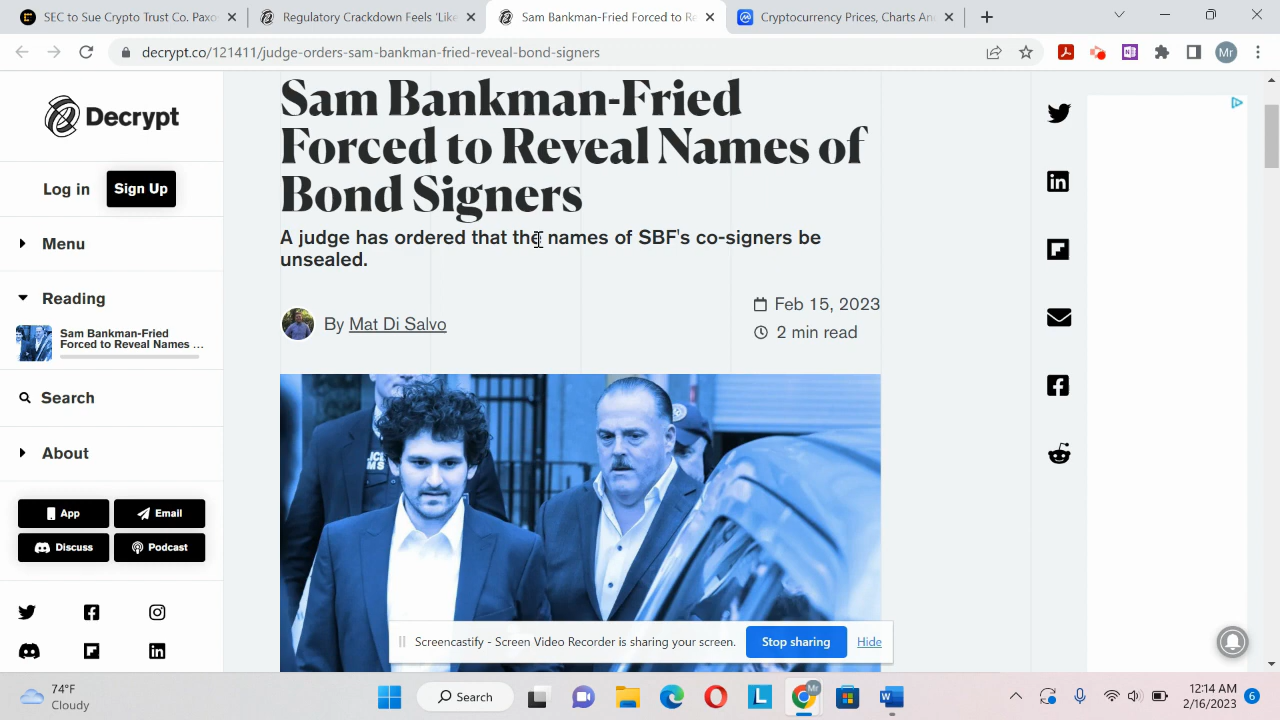 SEC to Sue Crypto Trust Co Paxo
Regulatory Crackdown Feels 'Like
Sam Bankman-Fried Forced to Re
Cryptocurrency Prices, Charts An
decrypt.co/121411/judge-orders-sam-bankman-fried-reveal-bond-signers
Mr
Decrypt
Log in
Sign Up
Menu
Reading
Sam Bankman-Fried
Forced to Reveal Names ...
Search
About
App
Email
Discuss
Podcast
Sam Bankman-Fried
Forced to Reveal Names of
Bond Signers
A judge has ordered that the names of SBF's co-signers be
unsealed.
By Mat Di Salvo
Feb 15, 2023
2 min read
Screencastify - Screen Video Recorder is sharing your screen.
Stop sharing
Hide
74°F
Cloudy
Search
Mr
12:14 AM
2/16/2023
6